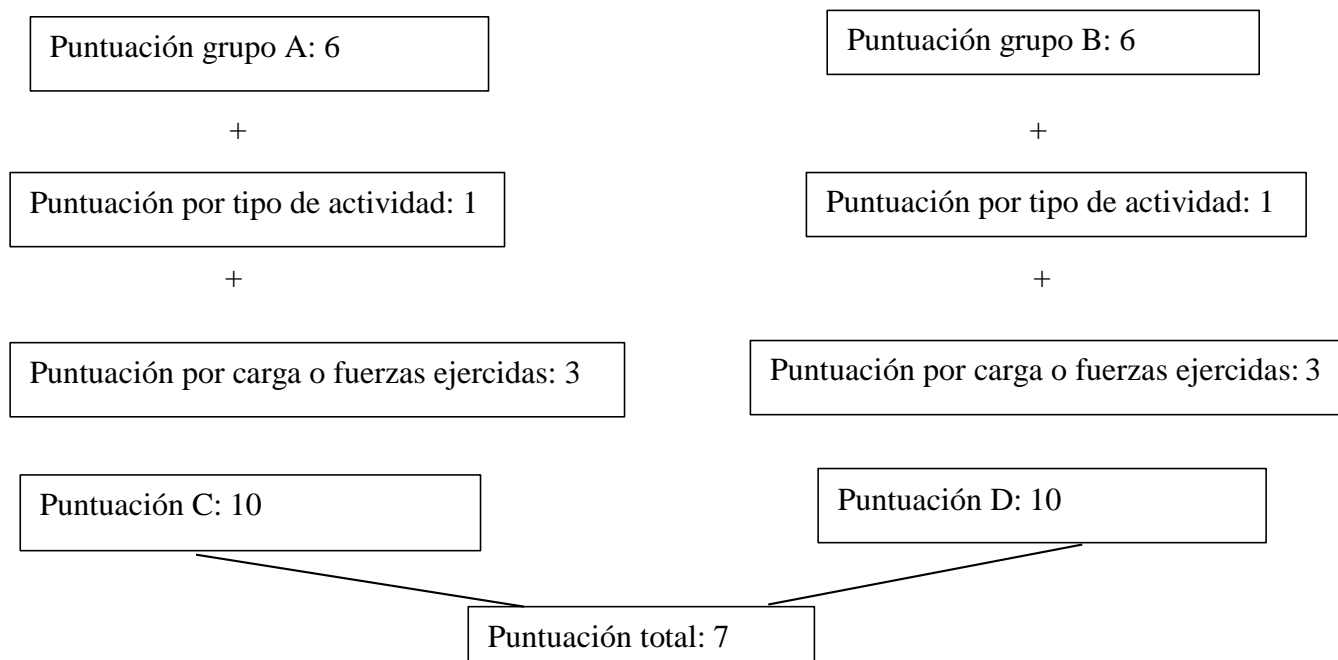 Puntuación grupo A: 6
Puntuación grupo B: 6
+
+
Puntuación por tipo de actividad: 1
Puntuación por tipo de actividad: 1
+
+
Puntuación por carga o fuerzas ejercidas: 3
Puntuación por carga o fuerzas ejercidas: 3
Puntuación C: 10
Puntuación D: 10
Puntuación total: 7